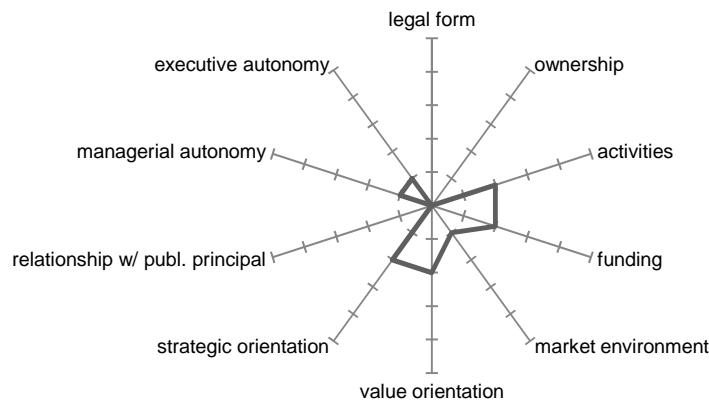 legal form
executive autonomy
ownership
managerial autonomy
activities
relationship w/ publ. principal
funding
strategic orientation
market environment
value orientation